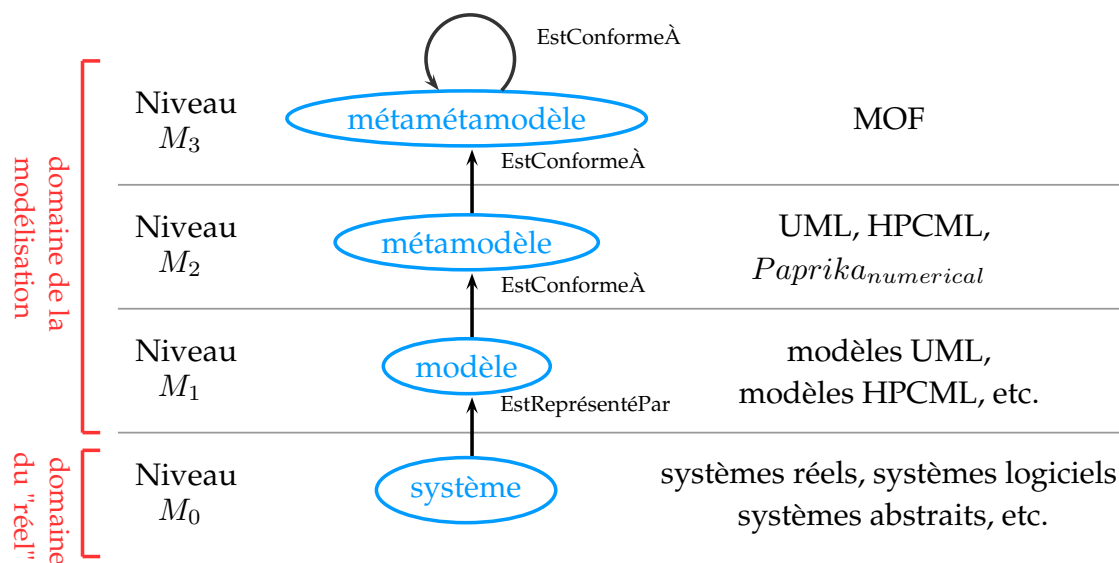 EstConformeÀ
domaine de la
modélisation
Niveau
M3
métamétamodèle
MOF
EstConformeÀ
Niveau
M2
métamodèle
UML, HPCML,
Paprikanumerical
EstConformeÀ
Niveau
M1
modèle
modèles UML,
modèles HPCML, etc.
EstReprésentéPar
domaine
du "réel"
Niveau
M0
système
systèmes réels, systèmes logiciels
systèmes abstraits, etc.